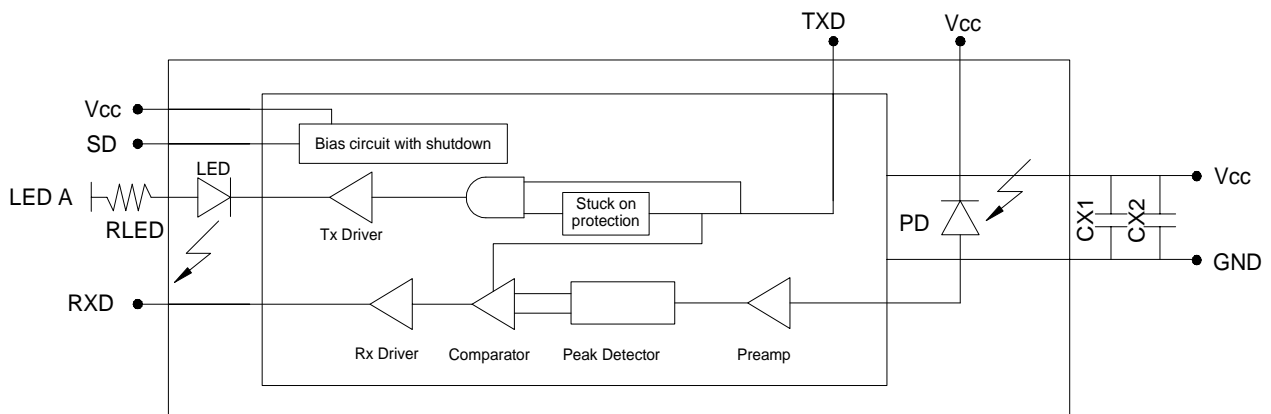 TXD
Vcc
Vcc
SD
Bias circuit with shutdown
LED
LED A
RLED
Tx Driver
Stuck on
protection
PD
CX1
CX2
Vcc
GND
RXD
Rx Driver
Comparator
Peak Detector
Preamp